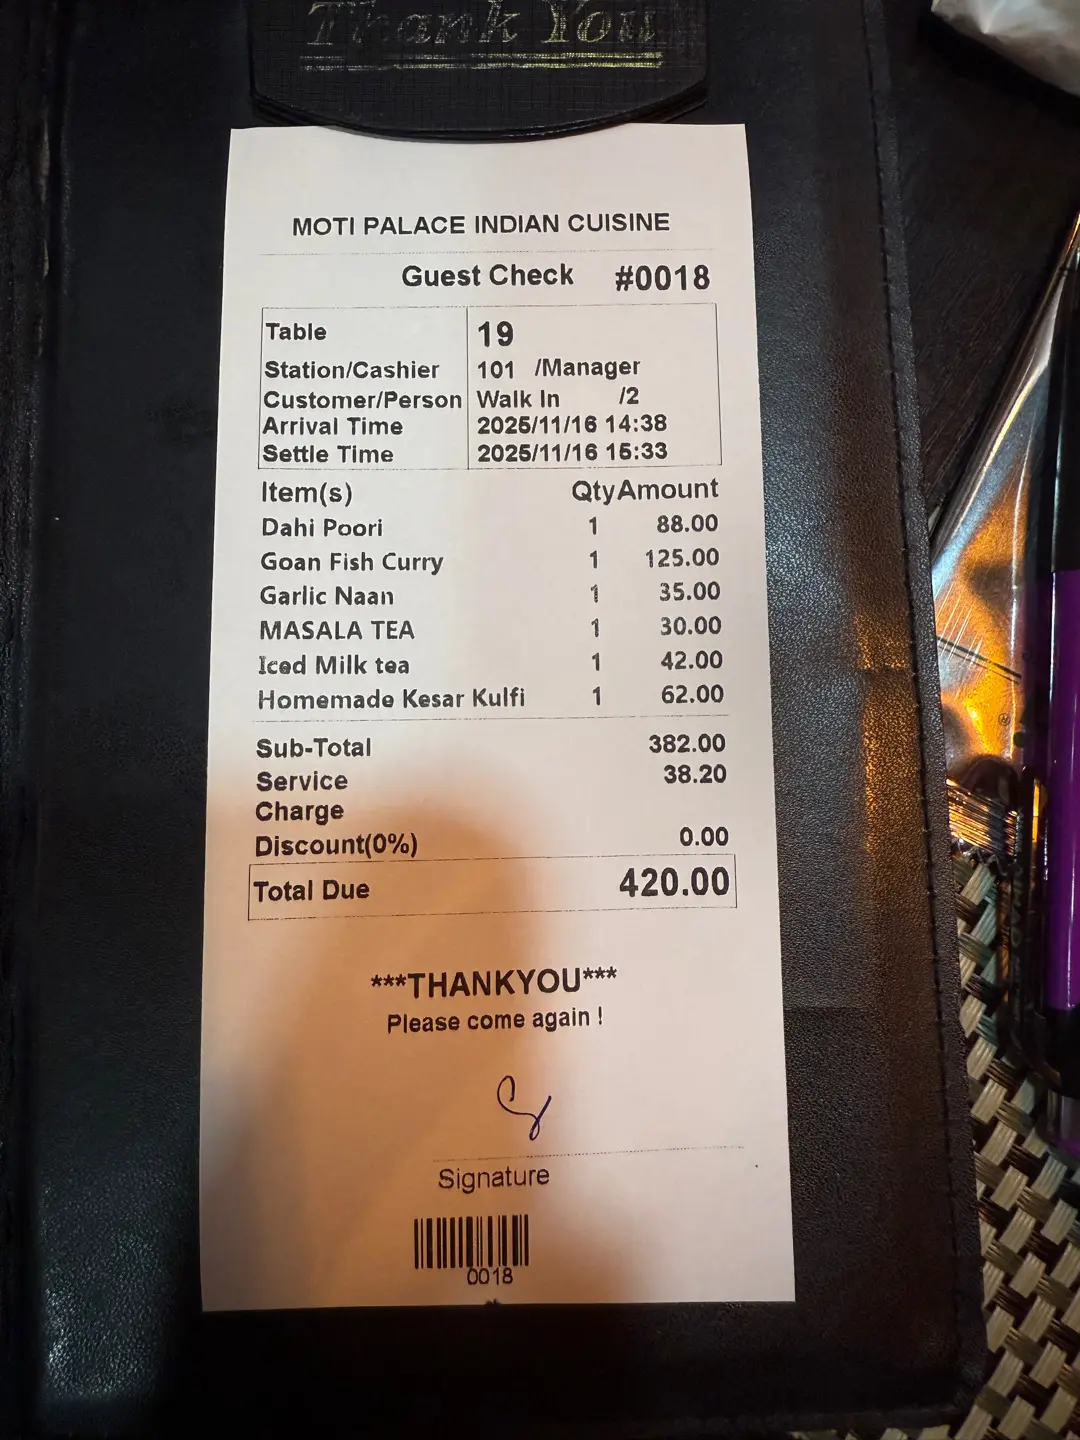 Thank You
MOTI PALACE INDIAN CUISINE
Guest Check #0018
Table 19
Station/Cashier 101 /Manager
Customer/Person Walk In /2
Arrival Time 2025/11/16 14:38
Settle Time 2025/11/16 15:33
Item(s) Qty Amount
Dahi Poori 1 88.00
Goan Fish Curry 1 125.00
Garlic Naan 1 35.00
MASALA TEA 1 30.00
Iced Milk tea 1 42.00
Homemade Kesar Kulfi 1 62.00
Sub-Total 382.00
Service 38.20
Charge
Discount(0%) 0.00
Total Due 420.00
***THANKYOU***
Please come again !
Signature
0018